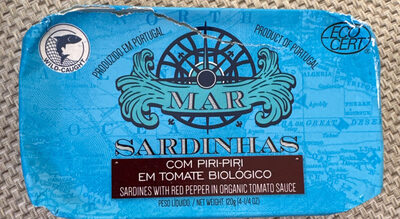 PRODUZIDO EM PORTUGAL
PRODUCT OF PORTUGAL
WILD-CAUGHT
ECO
CERT
MAR
SARDINHAS
COM PIRI-PIRI
EM TOMATE BIOLÓGICO
SARDINES WITH RED PEPPER IN ORGANIC TOMATO SAUCE
PESO LÍQUIDO / NET WEIGHT 120g (4-1/4 OZ)